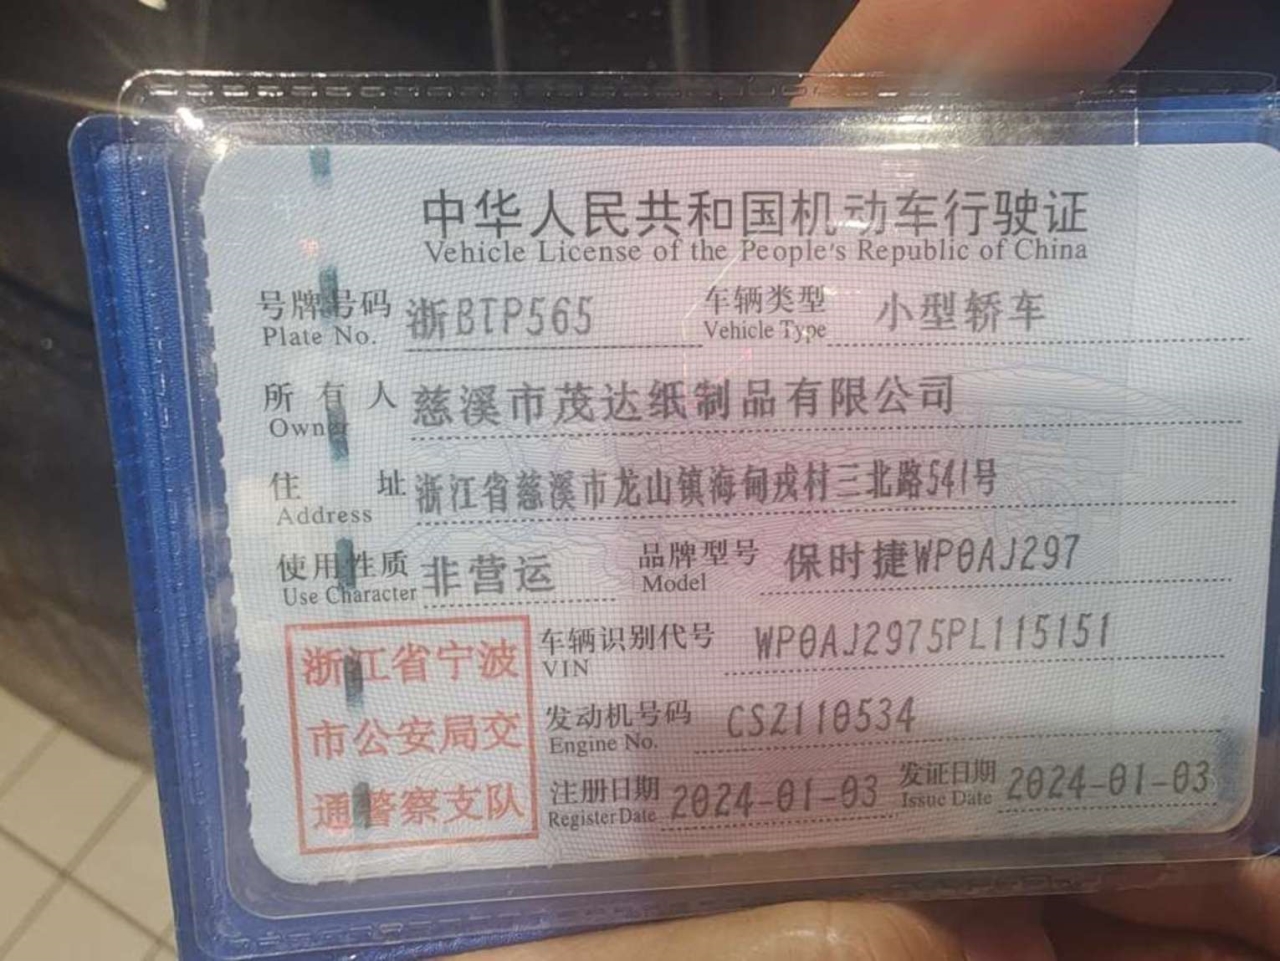 中华人民共和国机动车行驶证
Vehicle License of the People's Republic of China
号牌号码 浙BTP565 车辆类型 小型轿车
Plate No. Vehicle Type
所有人 慈溪市茂达纸制品有限公司
Owner
住址 浙江省慈溪市龙山镇海甸戎村三北路541号
Address
使用性质 非营运 品牌型号 保时捷WP0AJ297
Use Character Model
车辆识别代号 WP0AJ2975PL115151
VIN
发动机号码 CSZ110534
Engine No.
注册日期 2024-01-03 发证日期 2024-01-03
Register Date Issue Date
浙江省宁波
市公安局交
通警察支队